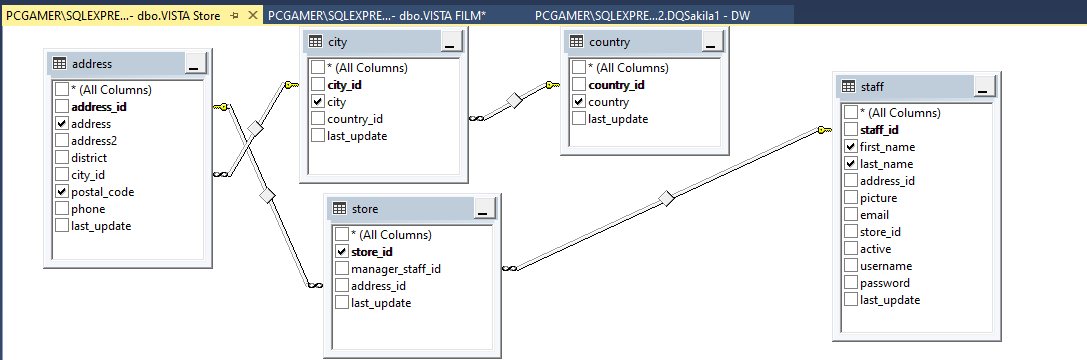 PCGAMER\SQLEXPRE...- dbo.VISTA Store
PCGAMER\SQLEXPRE...- dbo.VISTA FILM*
PCGAMER\SQLEXPRE...2.DQSakila1 - DW
address
* (All Columns)
address_id
address
address2
district
city_id
postal_code
phone
last_update
city
* (All Columns)
city_id
city
country_id
last_update
country
* (All Columns)
country_id
country
last_update
store
* (All Columns)
store_id
manager_staff_id
address_id
last_update
staff
* (All Columns)
staff_id
first_name
last_name
address_id
picture
email
store_id
active
username
password
last_update